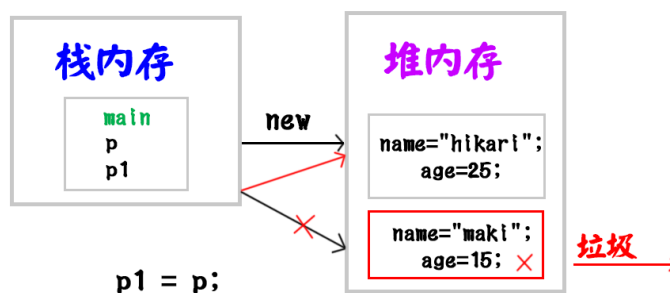 栈内存
main
p
p1
new
堆内存
name="hikari";
age=25;
name="maki";
age=15;
垃圾
p1 = p;